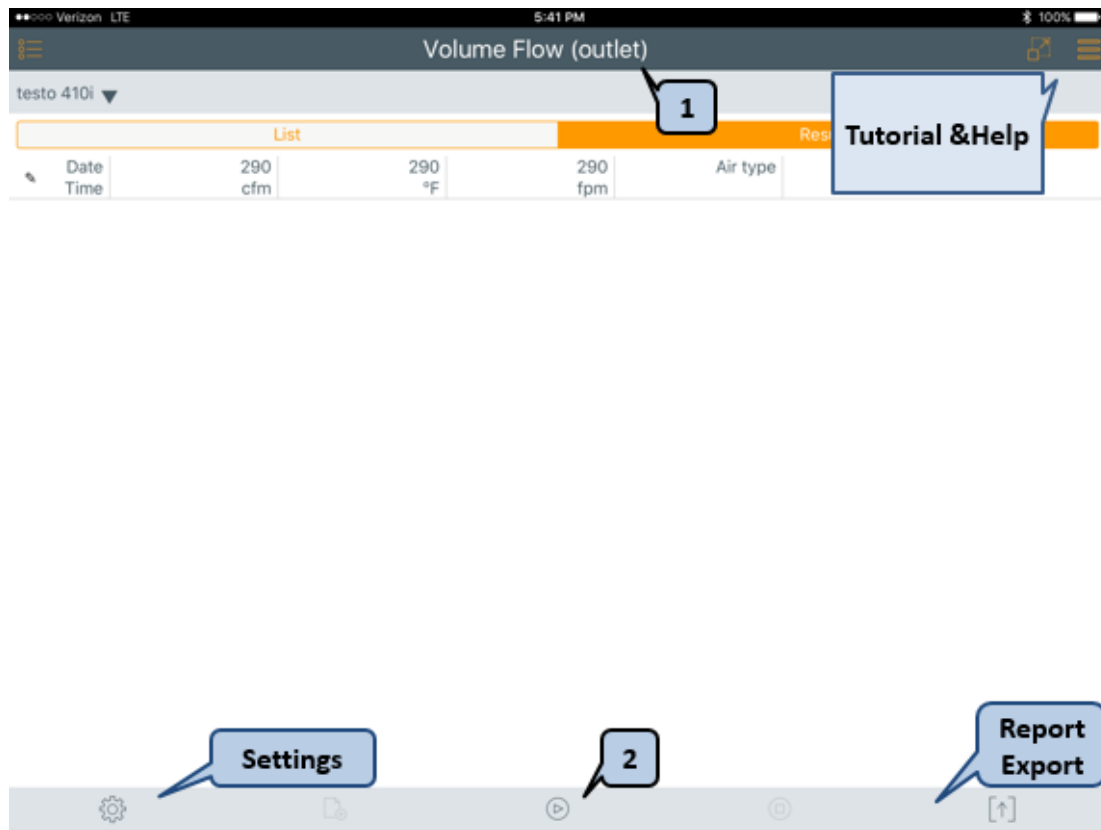 Verizon LTE 5:41 PM 100%
Volume Flow (outlet)
testo 410i
1
Tutorial &Help
List
Date 290 290 290 Air type
Time cfm °F fpm
Settings
2
Report
Export